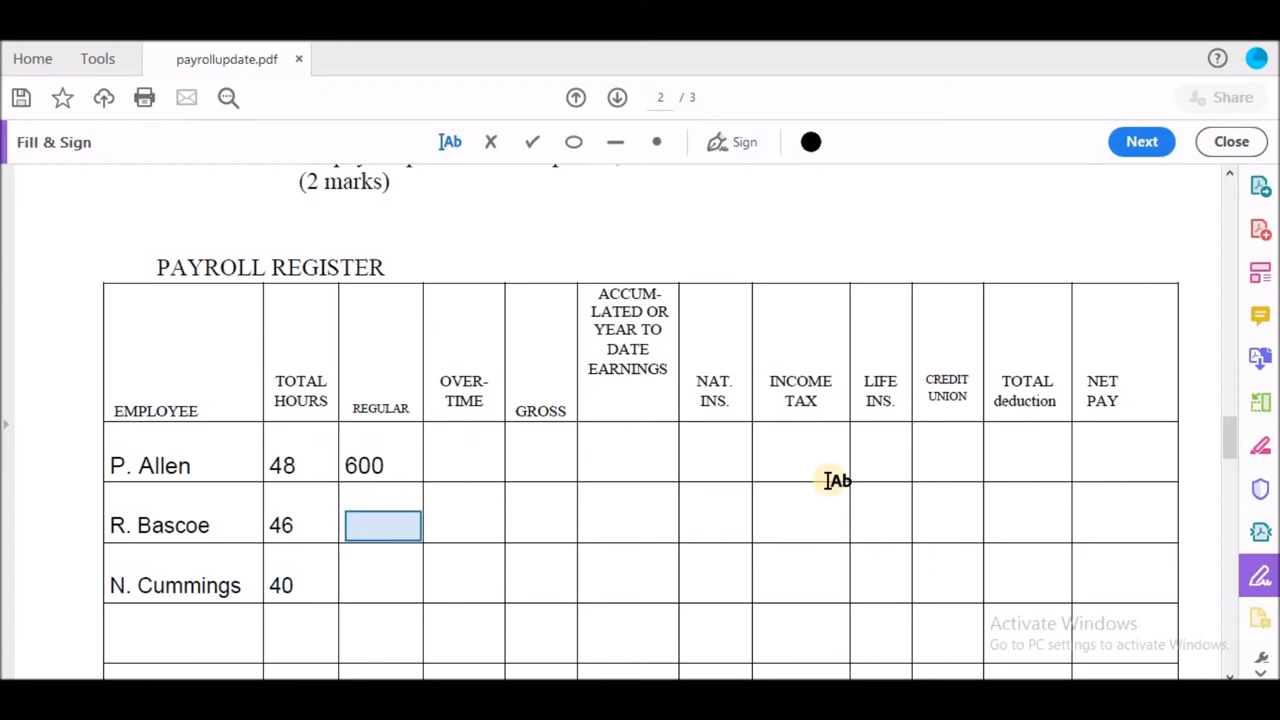 Home Tools payrollupdate.pdf ×
2 / 3 Share
Fill & Sign Ab Sign Next Close
(2 marks)
PAYROLL REGISTER
EMPLOYEE
TOTAL
HOURS
REGULAR
OVER-
TIME
GROSS
ACCUM-
LATED OR
YEAR TO
DATE
EARNINGS
NAT.
INS.
INCOME
TAX
LIFE
INS.
CREDIT
UNION
TOTAL
deduction
NET
PAY
P. Allen 48 600
Ab
R. Bascoe 46
N. Cummings 40
Activate Windows
Go to PC settings to activate Windows.